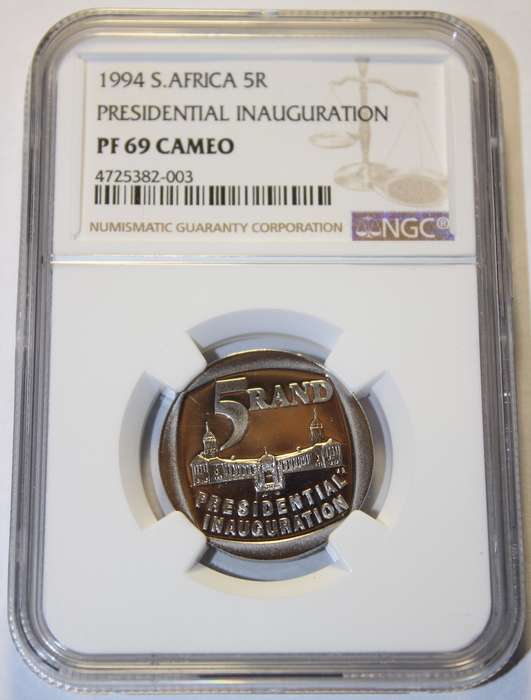 1994 S.AFRICA 5R
PRESIDENTIAL INAUGURATION
PF 69 CAMEO
4725382-003
NUMISMATIC GUARANTY CORPORATION
NGC®
5 RAND
PRESIDENTIAL
INAUGURATION